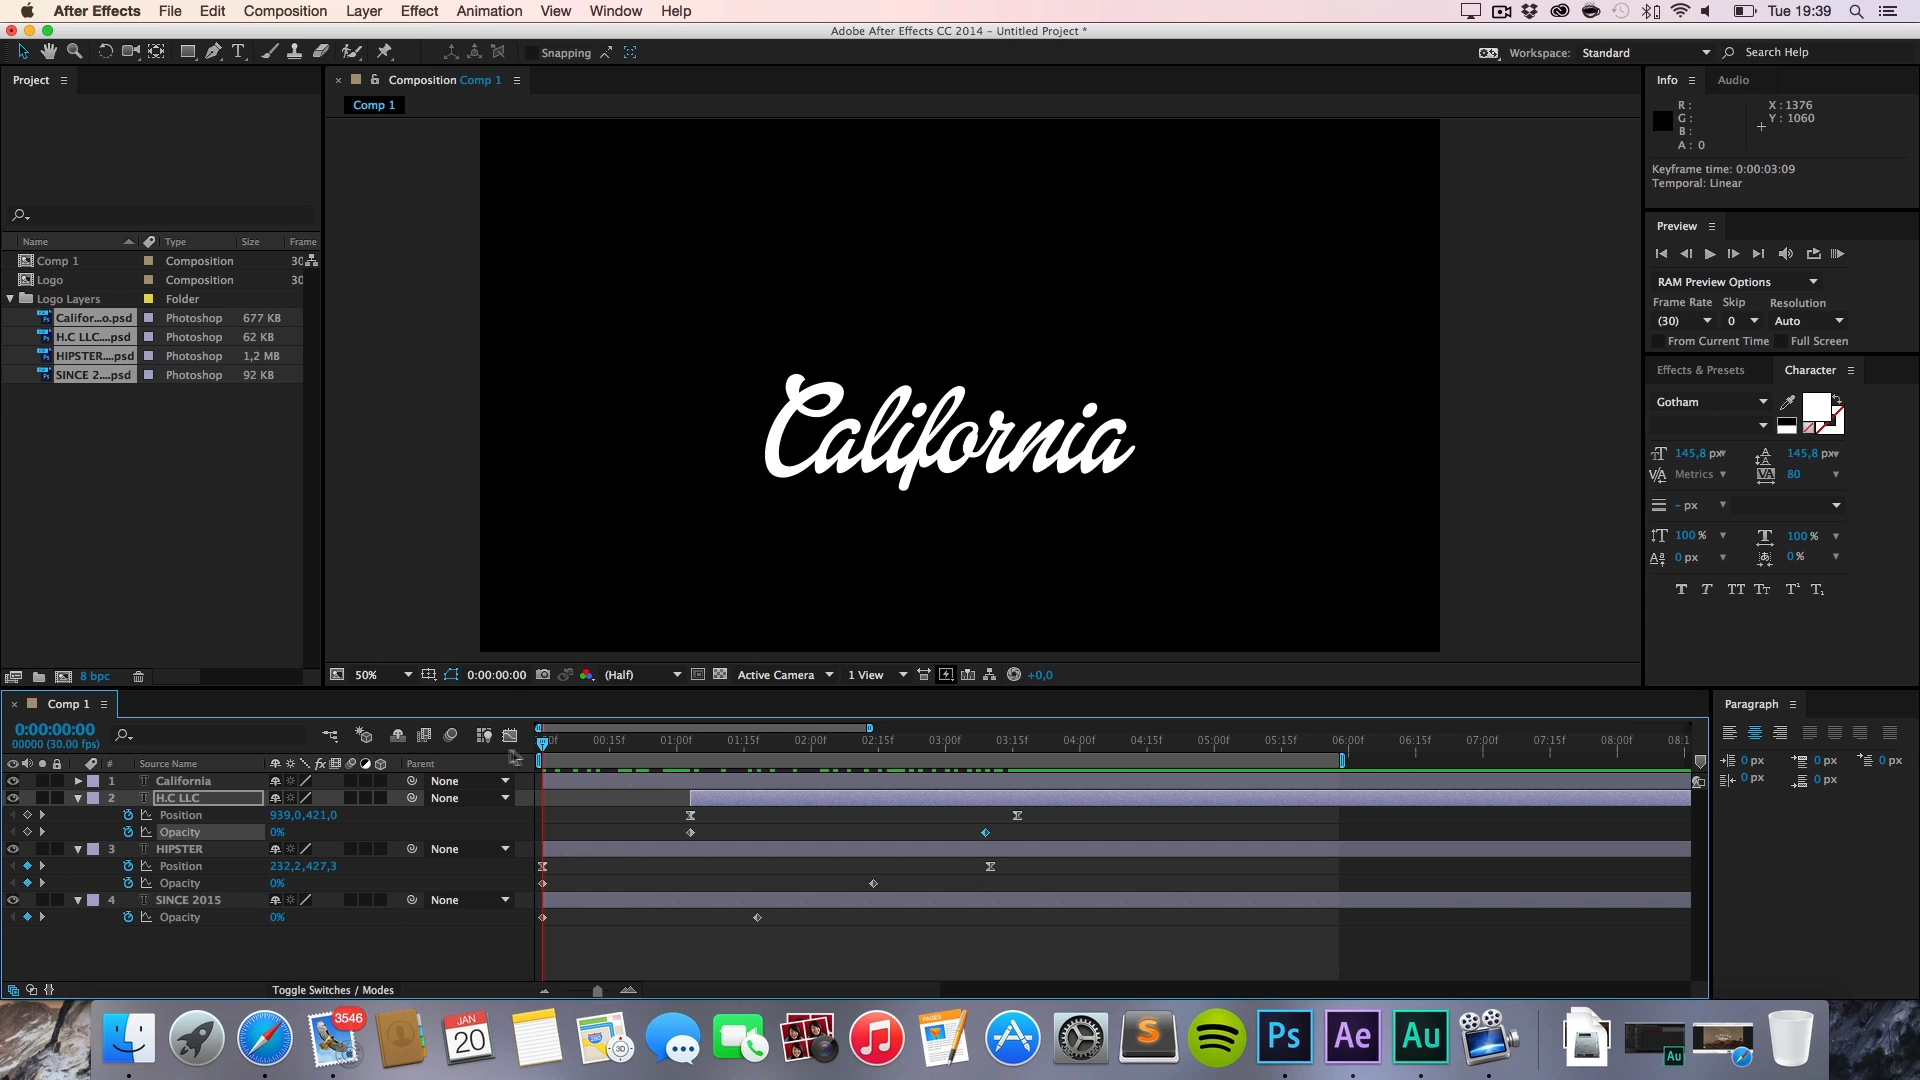 After Effects File Edit Composition Layer Effect Animation View Window Help Tue 19:39
Adobe After Effects CC 2014 - Untitled Project *
Snapping Workspace: Standard Search Help
Project
Composition Comp 1
Comp 1
Info Audio
R : X : 1376
G : Y : 1060
B :
A : 0
Keyframe time: 0:00:03:09
Temporal: Linear
Name Type Size Frame
Comp 1 Composition 30
Logo Composition 30
Logo Layers Folder
Califor...o.psd Photoshop 677 KB
H.C LLC....psd Photoshop 62 KB
HIPSTER....psd Photoshop 1,2 MB
SINCE 2....psd Photoshop 92 KB
California
Preview
RAM Preview Options
Frame Rate Skip Resolution
(30) 0 Auto
From Current Time Full Screen
Effects & Presets Character
Gotham
145,8 px 145,8 px
Metrics 80
- px
100 % 100 %
0 px 0 %
8 bpc
50% 0:00:00:00 (Half) Active Camera 1 View +0,0
Comp 1
0:00:00:00
00000 (30.00 fps)
00f 00:15f 01:00f 01:15f 02:00f 02:15f 03:00f 03:15f 04:00f 04:15f 05:00f 05:15f 06:00f 06:15f 07:00f 07:15f 08:00f 08:1
# Source Name Parent
1 California None
2 H.C LLC None
Position 939,0,421,0
Opacity 0%
3 HIPSTER None
Position 232,2,427,3
Opacity 0%
4 SINCE 2015 None
Opacity 0%
Toggle Switches / Modes
Paragraph
0 px 0 px 0 px
0 px 0 px
3546
JAN
20
PAGES
280
3D
S
Ps
Ae
Au
Au